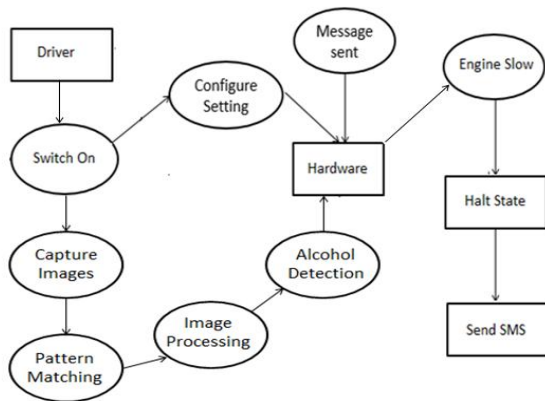 Driver
Message
sent
Engine Slow
Configure
Setting
Switch On
Hardware
Halt State
Capture
Images
Alcohol
Detection
Image
Processing
Send SMS
Pattern
Matching